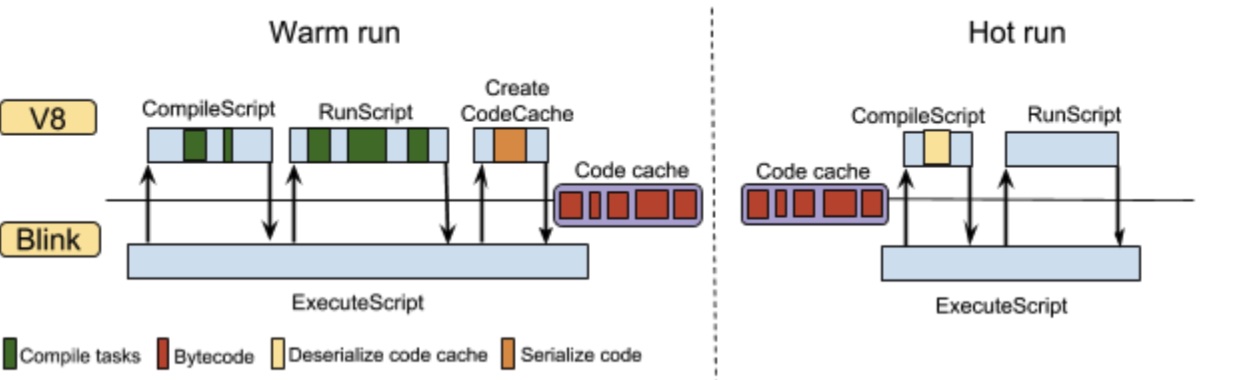 Warm run
Hot run
V8
CompileScript
RunScript
Create
CodeCache
Code cache
Blink
ExecuteScript
Code cache
CompileScript
RunScript
ExecuteScript
Compile tasks
Bytecode
Deserialize code cache
Serialize code